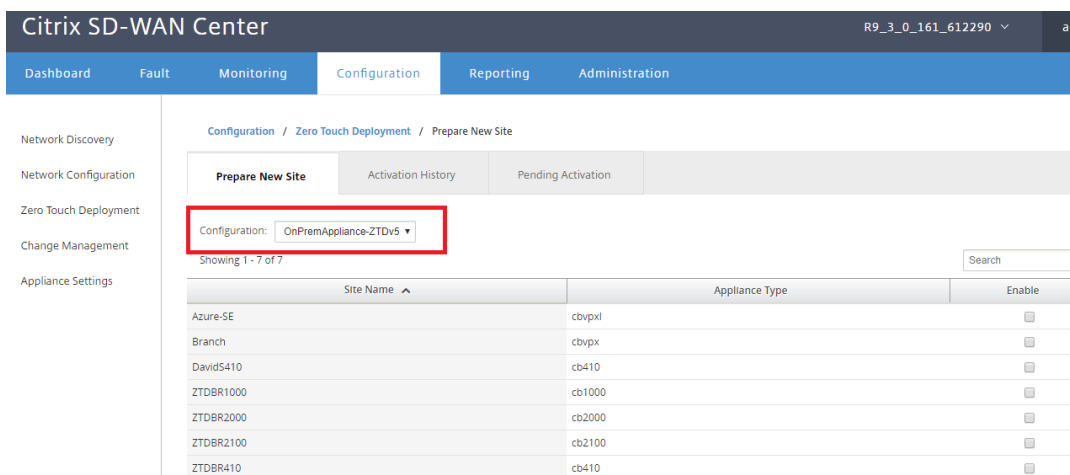 Citrix SD-WAN Center R9_3_0_161_612290 a
Dashboard Fault Monitoring Configuration Reporting Administration
Configuration / Zero Touch Deployment / Prepare New Site
Network Discovery
Network Configuration
Zero Touch Deployment
Change Management
Appliance Settings
Prepare New Site Activation History Pending Activation
Configuration: OnPremAppliance-ZTDv5
Showing 1 - 7 of 7 Search
Site Name Appliance Type Enable
Azure-SE cbvpxl
Branch cbvpx
DavidS410 cb410
ZTDBR1000 cb1000
ZTDBR2000 cb2000
ZTDBR2100 cb2100
ZTDBR410 cb410